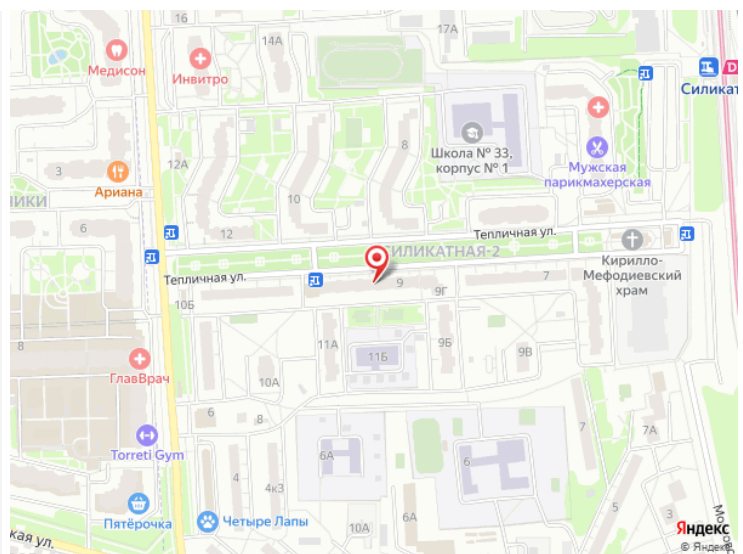 16
14А
17А
Медисон
Инвитро
D
Силикат
Школа № 33,
корпус № 1
8
Мужская
парикмахерская
3
12А
Ариана
НИКИ
6
10
12
Тепличная ул.
СИЛИКАТНАЯ-2
Кирилло-
Мефодиевский
храм
Тепличная ул.
9
9Г
7
10Б
8
11А
11Б
9Б
9В
ГлавВрач
10А
6
8
7А
7
Torreti Gym
6А
6
4
4к3
5
Пятёрочка
Четыре Лапы
10А
6А
кая ул.
Яндекс
© Яндекс